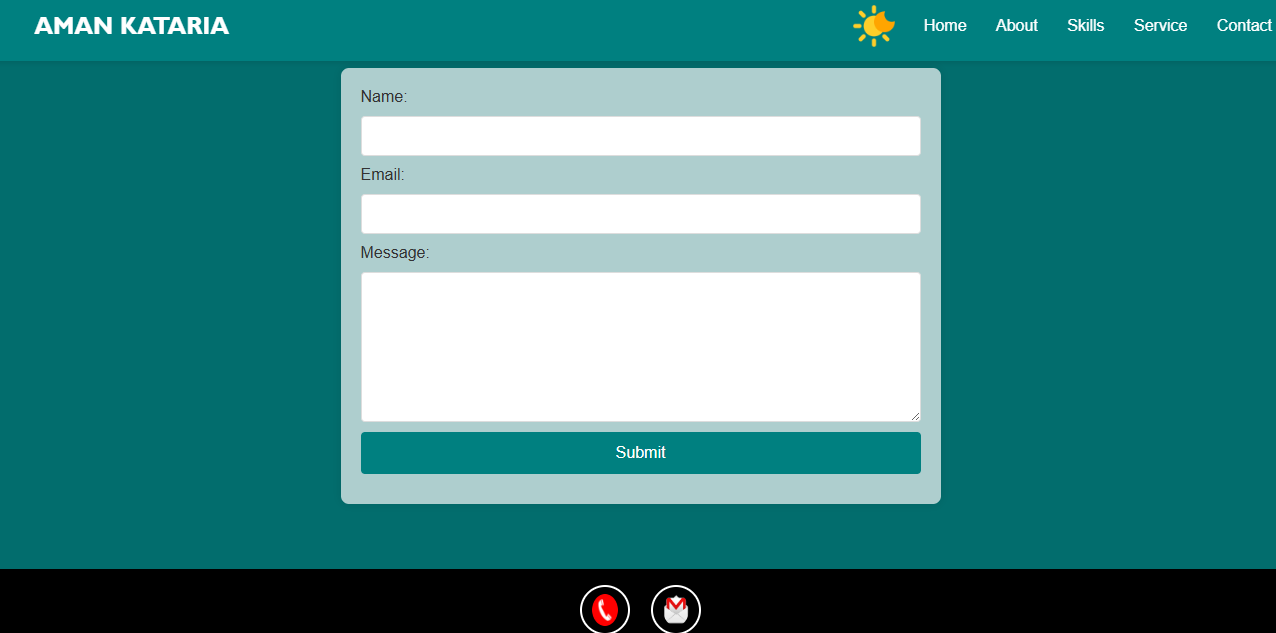 AMAN KATARIA Home About Skills Service Contact
Name:
Email:
Message:
Submit